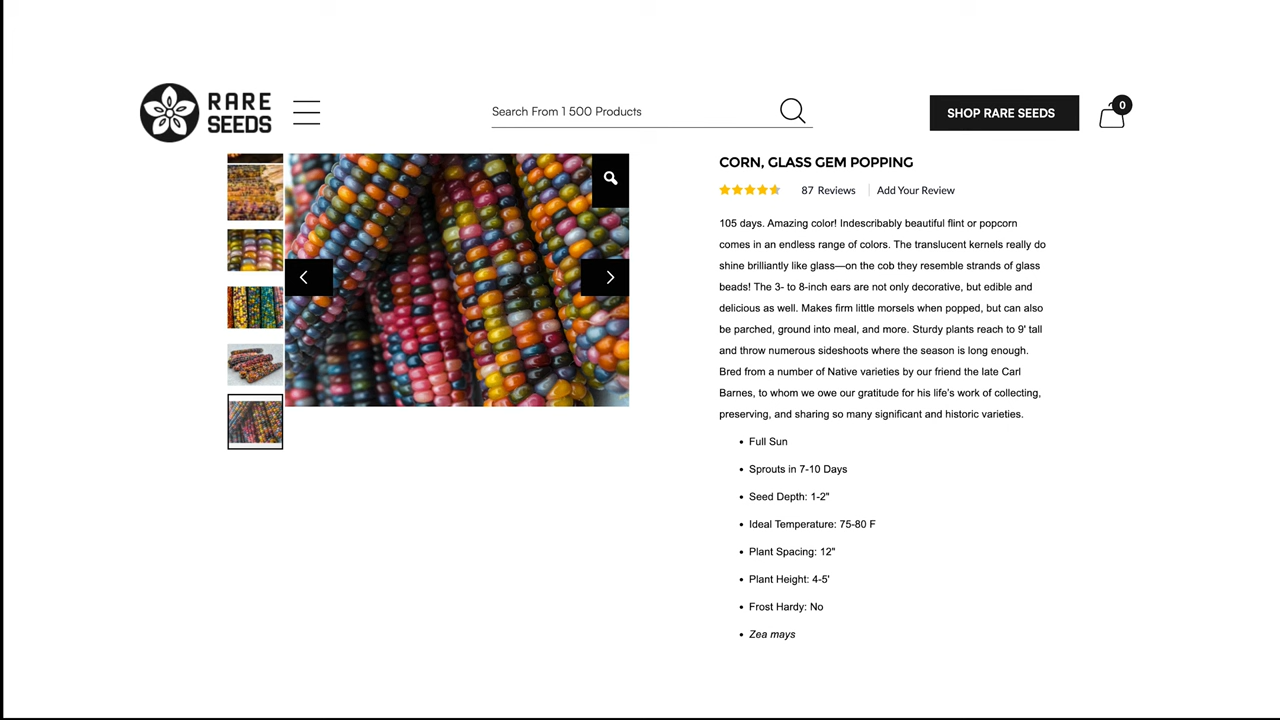 RARE
SEEDS
Search From 1 500 Products
SHOP RARE SEEDS
0
CORN, GLASS GEM POPPING
87 Reviews
Add Your Review
105 days. Amazing color! Indescribably beautiful flint or popcorn
comes in an endless range of colors. The translucent kernels really do
shine brilliantly like glass—on the cob they resemble strands of glass
beads! The 3- to 8-inch ears are not only decorative, but edible and
delicious as well. Makes firm little morsels when popped, but can also
be parched, ground into meal, and more. Sturdy plants reach to 9' tall
and throw numerous sideshoots where the season is long enough.
Bred from a number of Native varieties by our friend the late Carl
Barnes, to whom we owe our gratitude for his life's work of collecting,
preserving, and sharing so many significant and historic varieties.
• Full Sun
• Sprouts in 7-10 Days
• Seed Depth: 1-2"
• Ideal Temperature: 75-80 F
• Plant Spacing: 12"
• Plant Height: 4-5'
• Frost Hardy: No
• Zea mays